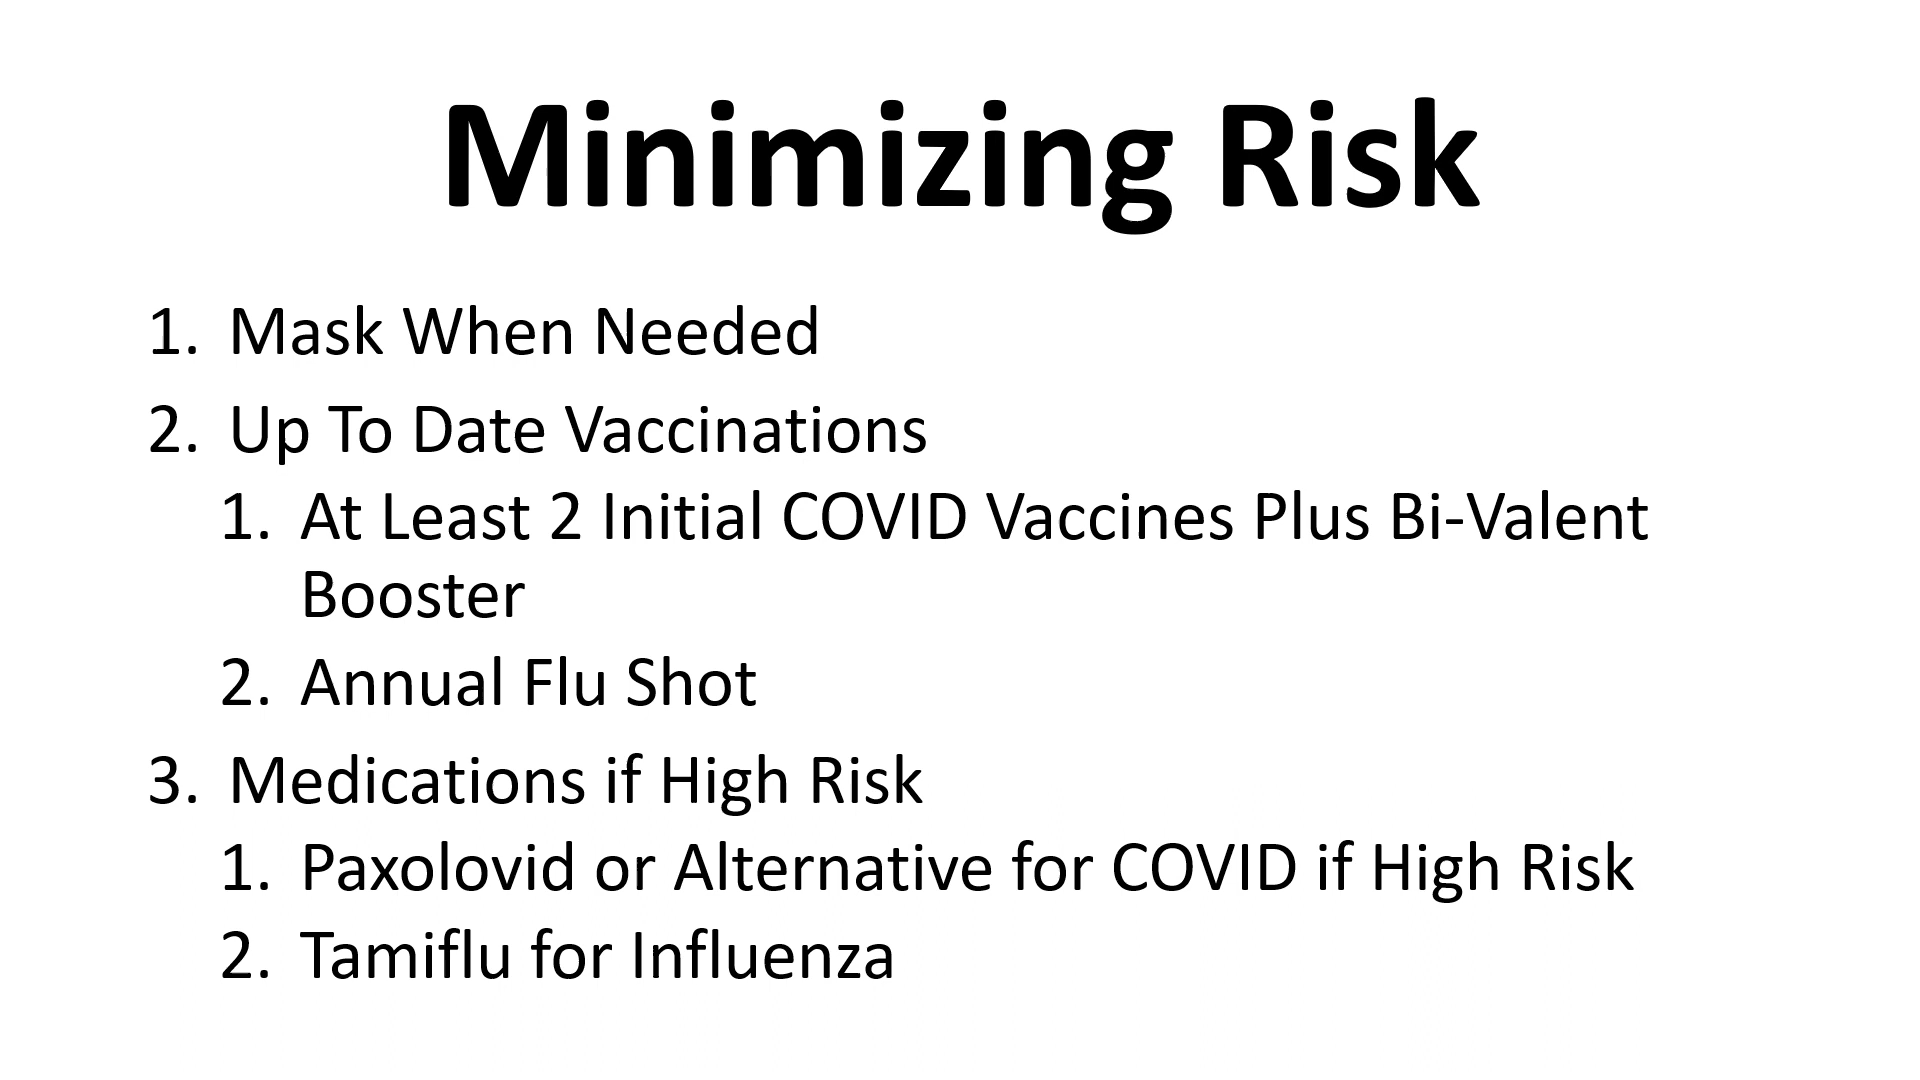 Minimizing Risk
1. Mask When Needed
2. Up To Date Vaccinations
1. At Least 2 Initial COVID Vaccines Plus Bi-Valent
Booster
2. Annual Flu Shot
3. Medications if High Risk
1. Paxolovid or Alternative for COVID if High Risk
2. Tamiflu for Influenza